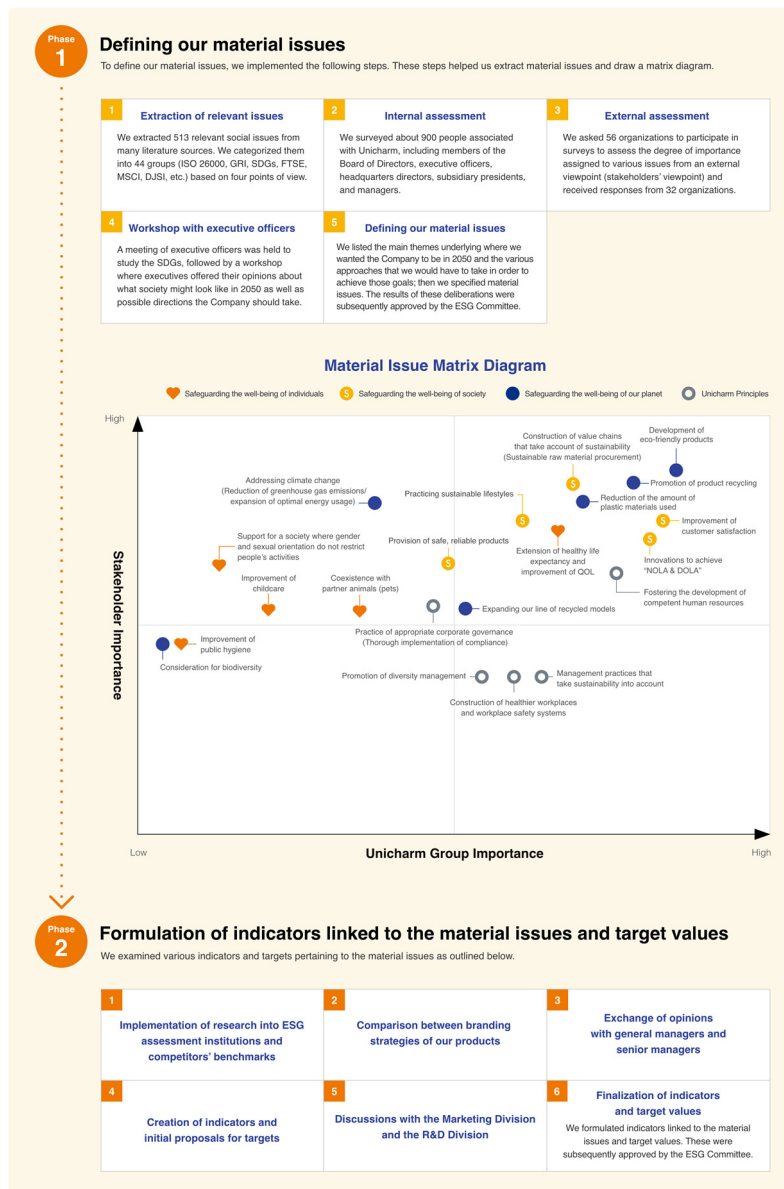 Phase
1
Defining our material issues
To define our material issues, we implemented the following steps. These steps helped us extract material issues and draw a matrix diagram.
1
Extraction of relevant issues
We extracted 513 relevant social issues from
many literature sources. We categorized them
into 44 groups (ISO 26000, GRI, SDGs, FTSE,
MSCI, DJSI, etc.) based on four points of view.
2
Internal assessment
We surveyed about 900 people associated
with Unicharm, including members of the
Board of Directors, executive officers,
headquarters directors, subsidiary presidents,
and managers.
3
External assessment
We asked 56 organizations to participate in
surveys to assess the degree of importance
assigned to various issues from an external
viewpoint (stakeholders' viewpoint) and
received responses from 32 organizations.
4
Workshop with executive officers
A meeting of executive officers was held to
study the SDGs, followed by a workshop
where executives offered their opinions about
what society might look like in 2050 as well as
possible directions the Company should take.
5
Defining our material issues
We listed the main themes underlying where we
wanted the Company to be in 2050 and the various
approaches that we would have to take in order to
achieve those goals; then we specified material
issues. The results of these deliberations were
subsequently approved by the ESG Committee.
Material Issue Matrix Diagram
Safeguarding the well-being of individuals
$
Safeguarding the well-being of society
Safeguarding the well-being of our planet
Unicharm Principles
High
Stakeholder Importance
Development of
eco-friendly products
Construction of value chains
that take account of sustainability
(Sustainable raw material procurement)
$
Promotion of product recycling
Addressing climate change
(Reduction of greenhouse gas emissions/
expansion of optimal energy usage)
Practicing sustainable lifestyles
$
Reduction of the amount of
plastic materials used
$
Improvement of
customer satisfaction
Support for a society where gender
and sexual orientation do not restrict
people's activities
Provision of safe, reliable products
$
Extension of healthy life
expectancy and
improvement of QOL
$
Innovations to achieve
"NOLA & DOLA"
Improvement of
childcare
Coexistence with
partner animals (pets)
Fostering the development of
competent human resources
Expanding our line of recycled models
Practice of appropriate corporate governance
(Thorough implementation of compliance)
Improvement of
public hygiene
Consideration for biodiversity
Promotion of diversity management
Management practices that
take sustainability into account
Construction of healthier workplaces
and workplace safety systems
Low
Unicharm Group Importance
High
Phase
2
Formulation of indicators linked to the material issues and target values
We examined various indicators and targets pertaining to the material issues as outlined below.
1
Implementation of research into ESG
assessment institutions and
competitors' benchmarks
2
Comparison between branding
strategies of our products
3
Exchange of opinions
with general managers and
senior managers
4
Creation of indicators and
initial proposals for targets
5
Discussions with the Marketing Division
and the R&D Division
6
Finalization of indicators
and target values
We formulated indicators linked to the material
issues and target values. These were
subsequently approved by the ESG Committee.